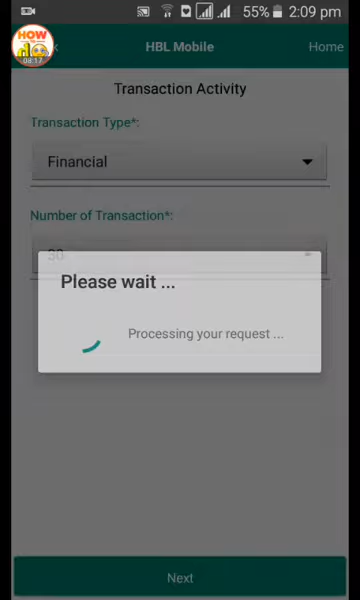 55% 2:09 pm
HOW
08:17
k HBL Mobile Home
Transaction Activity
Transaction Type*:
Financial
Number of Transaction*:
30
Please wait ...
Processing your request ...
Next